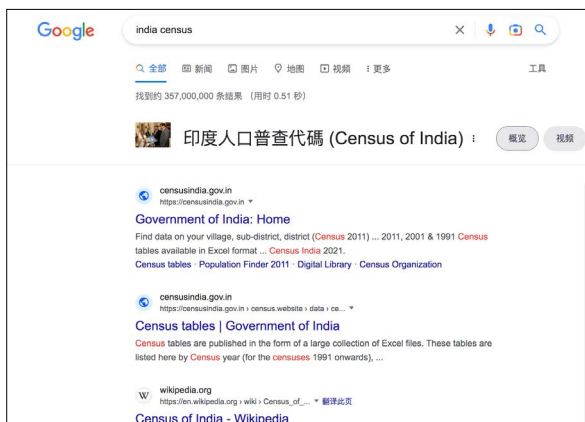 Google
india census
全部 新闻 图片 地图 视频 更多 工具
找到约 357,000,000 条结果 （用时 0.51 秒）
印度人口普查代碼 (Census of India) 概览 视频
censusindia.gov.in
https://censusindia.gov.in
Government of India: Home
Find data on your village, sub-district, district (Census 2011) ... 2011, 2001 & 1991 Census
tables available in Excel format ... Census India 2021.
Census tables · Population Finder 2011 · Digital Library · Census Organization
censusindia.gov.in
https://censusindia.gov.in › census.website › data › ce...
Census tables | Government of India
Census tables are published in the form of a large collection of Excel files. These tables are
listed here by Census year (for the censuses 1991 onwards), ...
W wikipedia.org
https://en.wikipedia.org › wiki › Census_of_... 翻译此页
Census of India - Wikipedia